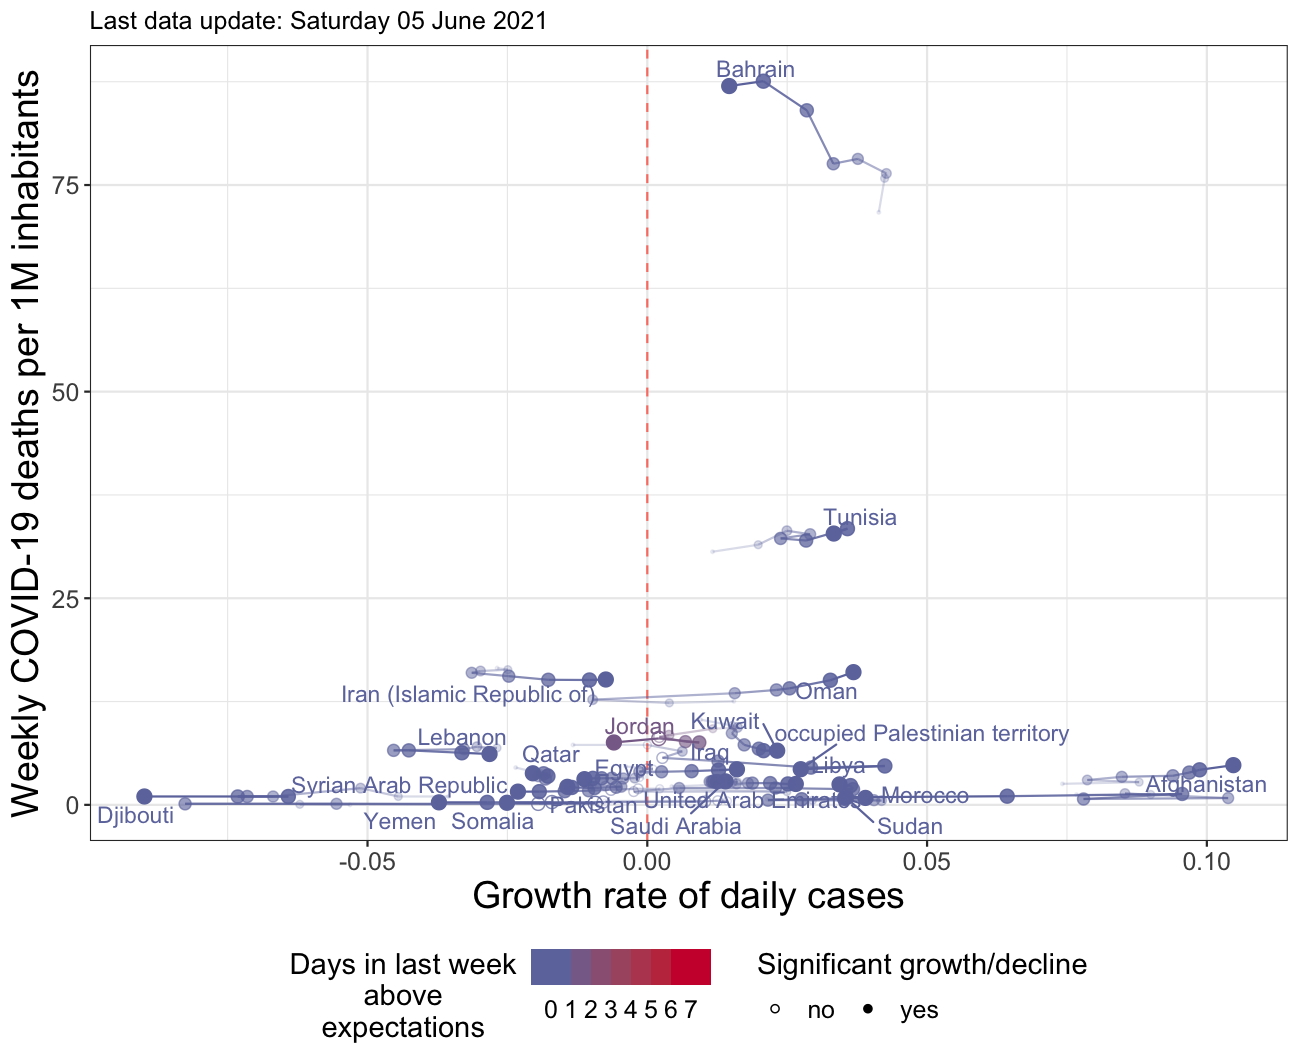 Last data update: Saturday 05 June 2021
Weekly COVID-19 deaths per 1M inhabitants
75
50
25
0
Bahrain
Tunisia
Iran (Islamic Republic of)
Oman
Jordan
Kuwait
Lebanon
occupied Palestinian territory
Qatar
Iraq
Egypt
Libya
Syrian Arab Republic
Afghanistan
Morocco
Pakistan
United Arab Emirates
Djibouti
Yemen
Somalia
Saudi Arabia
Sudan
-0.05
0.00
0.05
0.10
Growth rate of daily cases
Days in last week
above
expectations
0 1 2 3 4 5 6 7
Significant growth/decline
no
yes